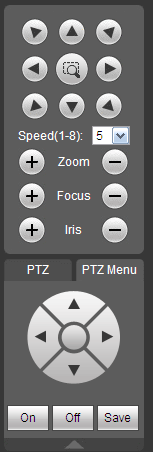 Speed(1-8): 5
Zoom
Focus
Iris
PTZ PTZ Menu
On Off Save